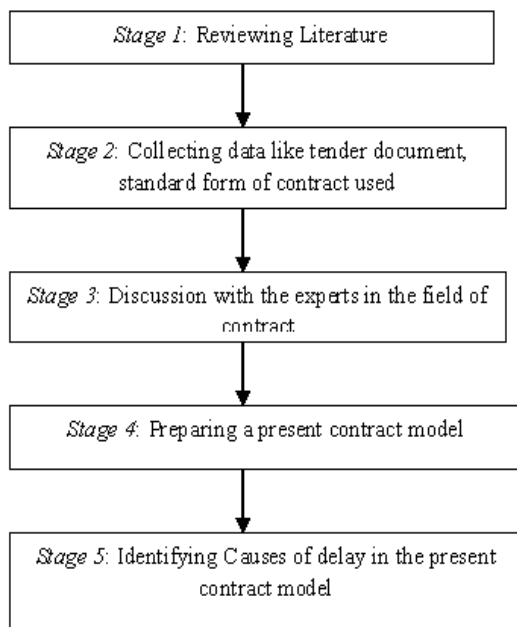 Stage 1: Reviewing Literature
Stage 2: Collecting data like tender document,
standard form of contract used
Stage 3: Discussion with the experts in the field of
contract
Stage 4: Preparing a present contract model
Stage 5: Identifying Causes of delay in the present
contract model